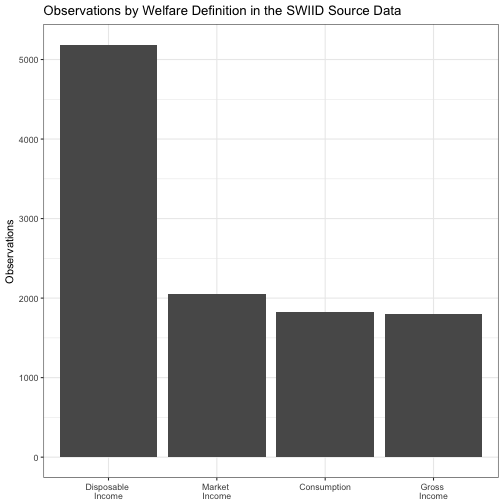 Observations by Welfare Definition in the SWIID Source Data
Observations
5000
4000
3000
2000
1000
0
Disposable
Income
Market
Income
Consumption
Gross
Income